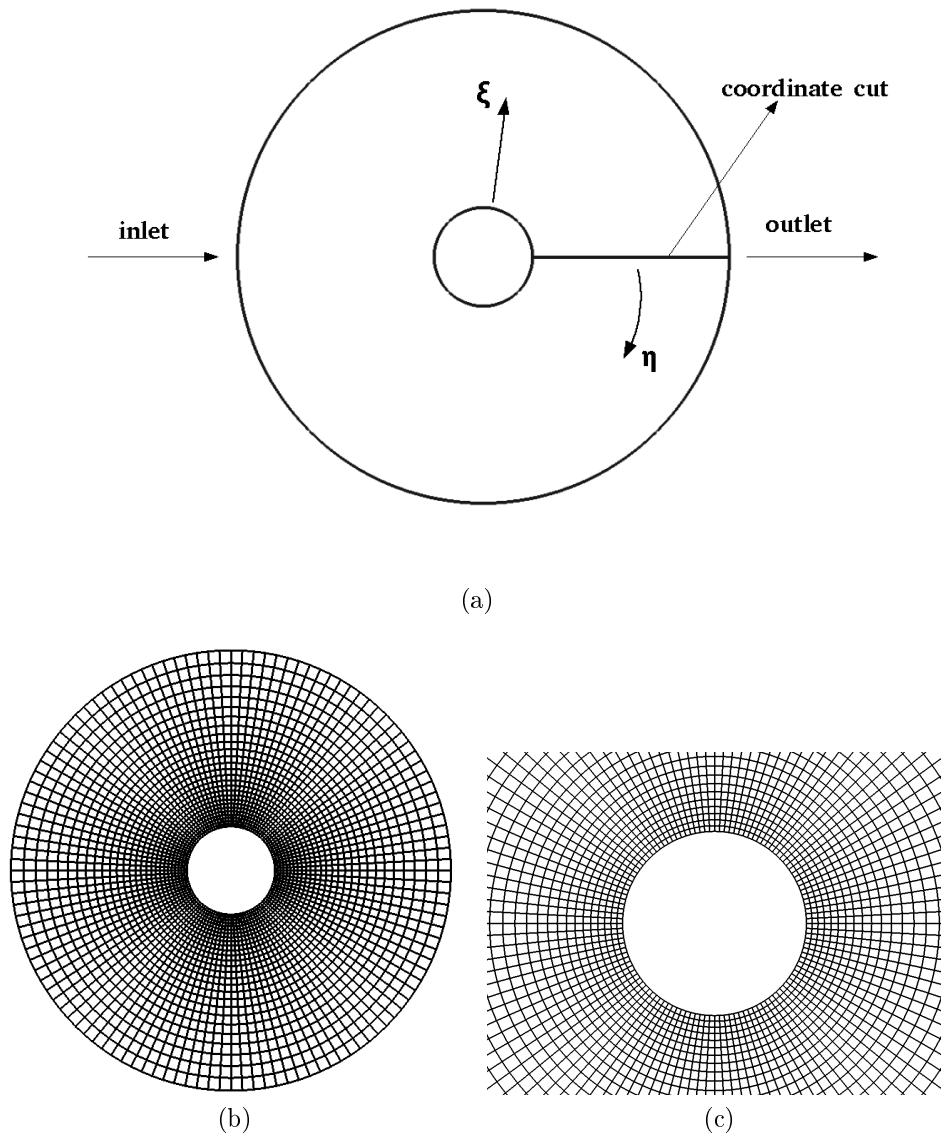 ξ
coordinate cut
inlet
outlet
η
(a)
(b)
(c)